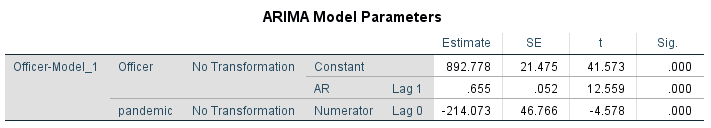 ARIMA Model Parameters
Estimate SE t Sig.
Officer-Model_1 Officer No Transformation Constant 892.778 21.475 41.573 .000
AR Lag 1 .655 .052 12.559 .000
pandemic No Transformation Numerator Lag 0 -214.073 46.766 -4.578 .000